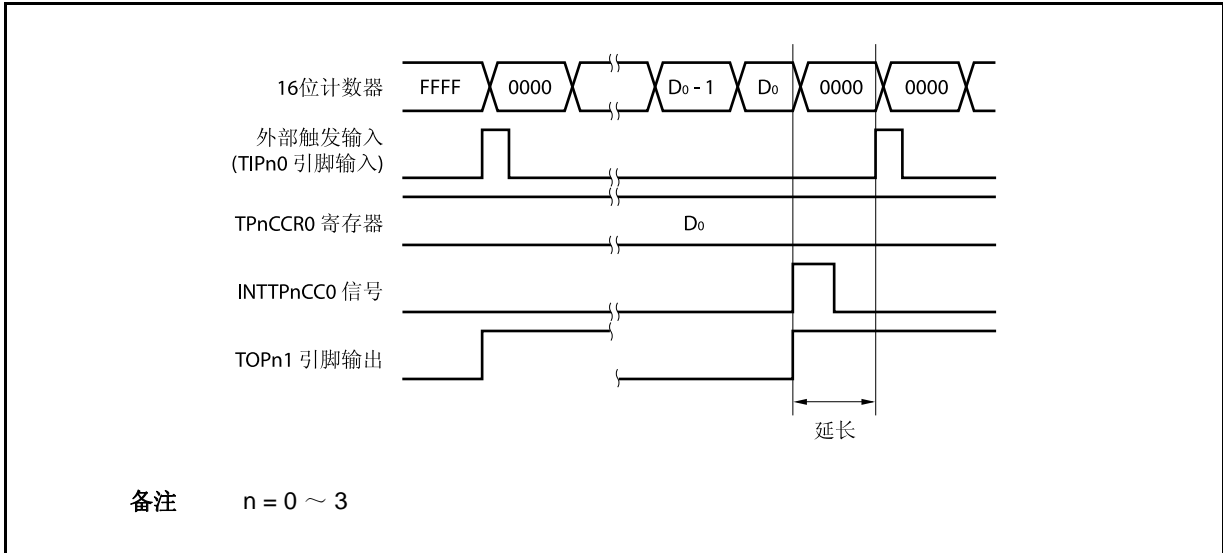 16位计数器 FFFF 0000 D₀ - 1 D₀ 0000 0000
外部触发输入
(TIPn0 引脚输入)
TPnCCR0 寄存器 D₀
INTTPnCC0 信号
TOPn1 引脚输出
延长
备注 n = 0 ～ 3